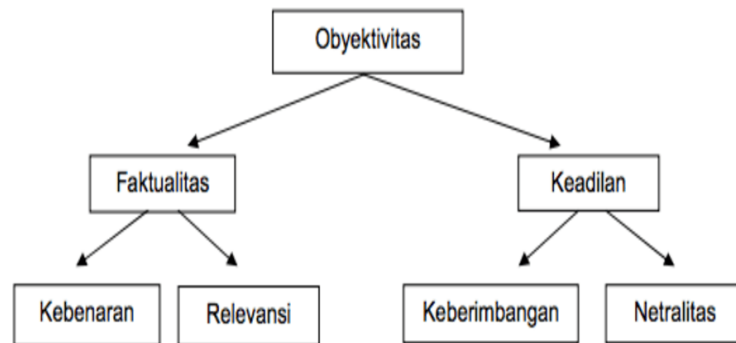 Obyektivitas
Faktualitas
Keadilan
Kebenaran
Relevansi
Keberimbangan
Netralitas